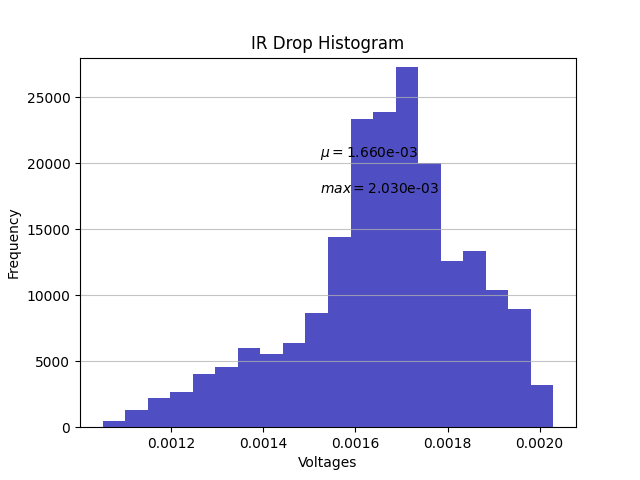 IR Drop Histogram
Frequency
25000
20000
15000
10000
5000
0
μ = 1.660e-03
max = 2.030e-03
0.0012 0.0014 0.0016 0.0018 0.0020
Voltages